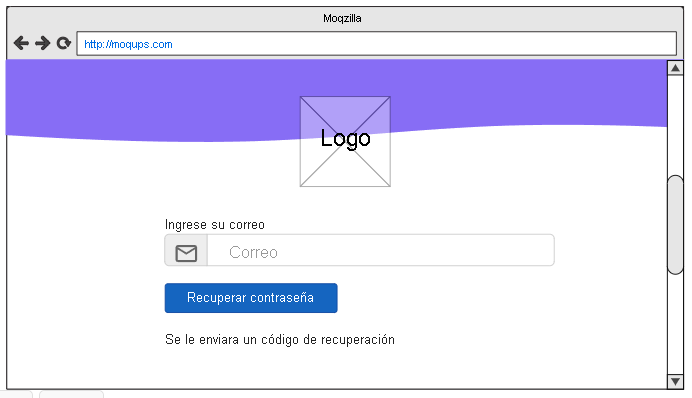 Moqzilla
http://moqups.com
Logo
Ingrese su correo
Correo
Recuperar contraseña
Se le enviara un código de recuperación